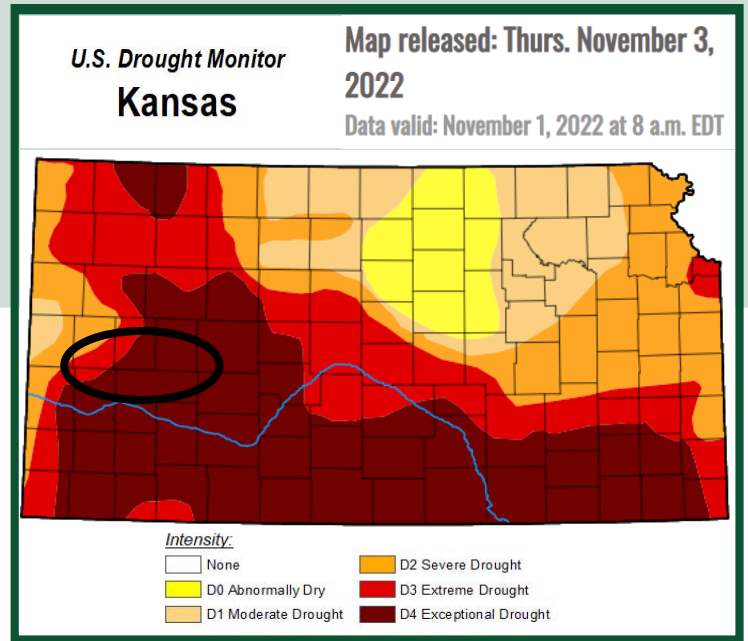 U.S. Drought Monitor
Kansas
Map released: Thurs. November 3,
2022
Data valid: November 1, 2022 at 8 a.m. EDT
Intensity:
None
D0 Abnormally Dry
D1 Moderate Drought
D2 Severe Drought
D3 Extreme Drought
D4 Exceptional Drought